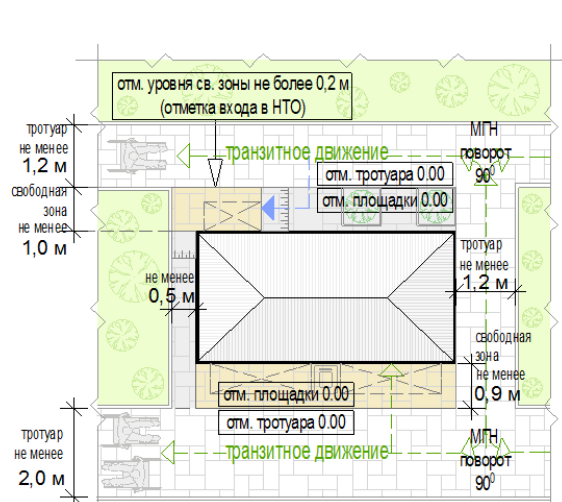 отм. уровня св. зоны не более 0,2 м
(отметка входа в НТО)
тротуар
не менее
1,2 м
транзитное движение
МГН
поворот
90⁰
отм. тротуара 0.00
свободная
зона
не менее
1,0 м
отм. площадки 0.00
тротуар
не менее
1,2 м
не менее
0,5 м
свободная
зона
не менее
0,9 м
отм. площадки 0.00
отм. тротуара 0.00
тротуар
не менее
2,0 м
транзитное движение
МГН
поворот
90⁰